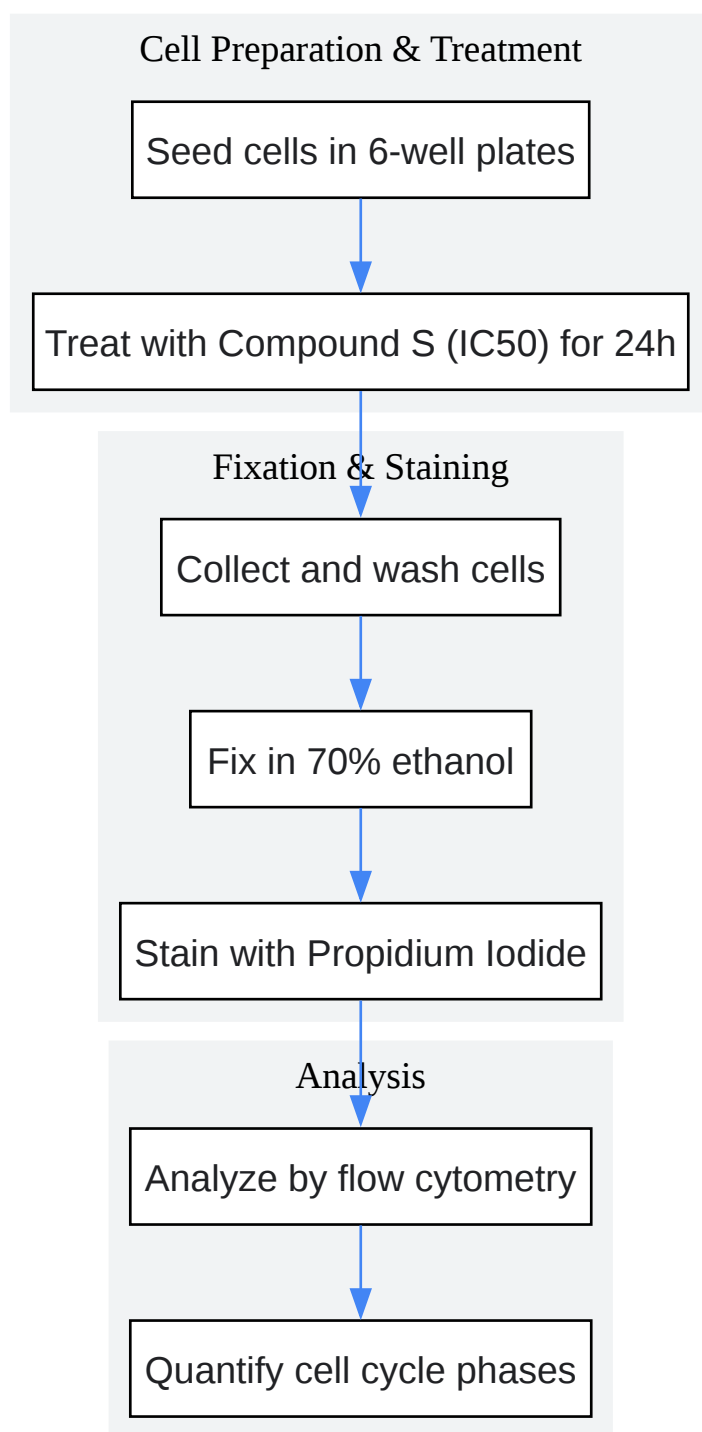 Cell Preparation & Treatment
Seed cells in 6-well plates
Treat with Compound S (IC50) for 24h
Fixation & Staining
Collect and wash cells
Fix in 70% ethanol
Stain with Propidium Iodide
Analysis
Analyze by flow cytometry
Quantify cell cycle phases